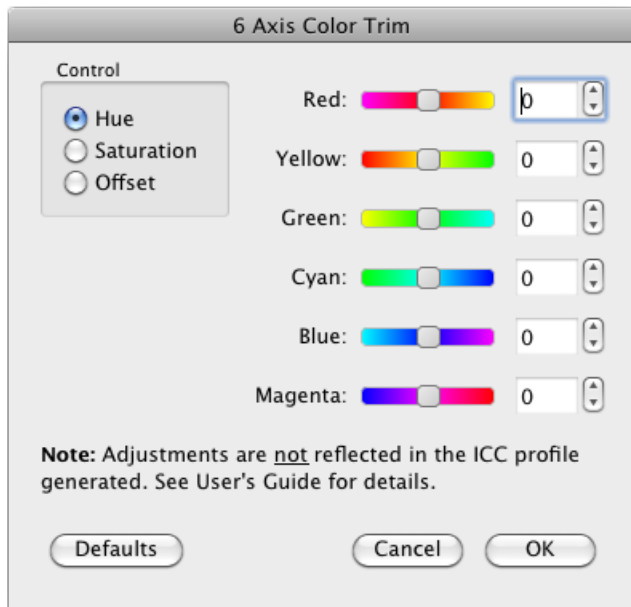 6 Axis Color Trim
Control
Hue
Saturation
Offset
Red: 0
Yellow: 0
Green: 0
Cyan: 0
Blue: 0
Magenta: 0
Note: Adjustments are not reflected in the ICC profile
generated. See User's Guide for details.
Defaults Cancel OK